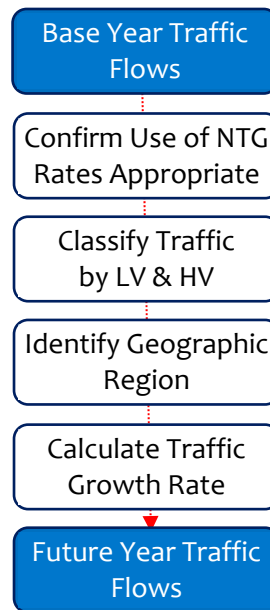 Base Year Traffic
Flows
Confirm Use of NTG
Rates Appropriate
Classify Traffic
by LV & HV
Identify Geographic
Region
Calculate Traffic
Growth Rate
Future Year Traffic
Flows